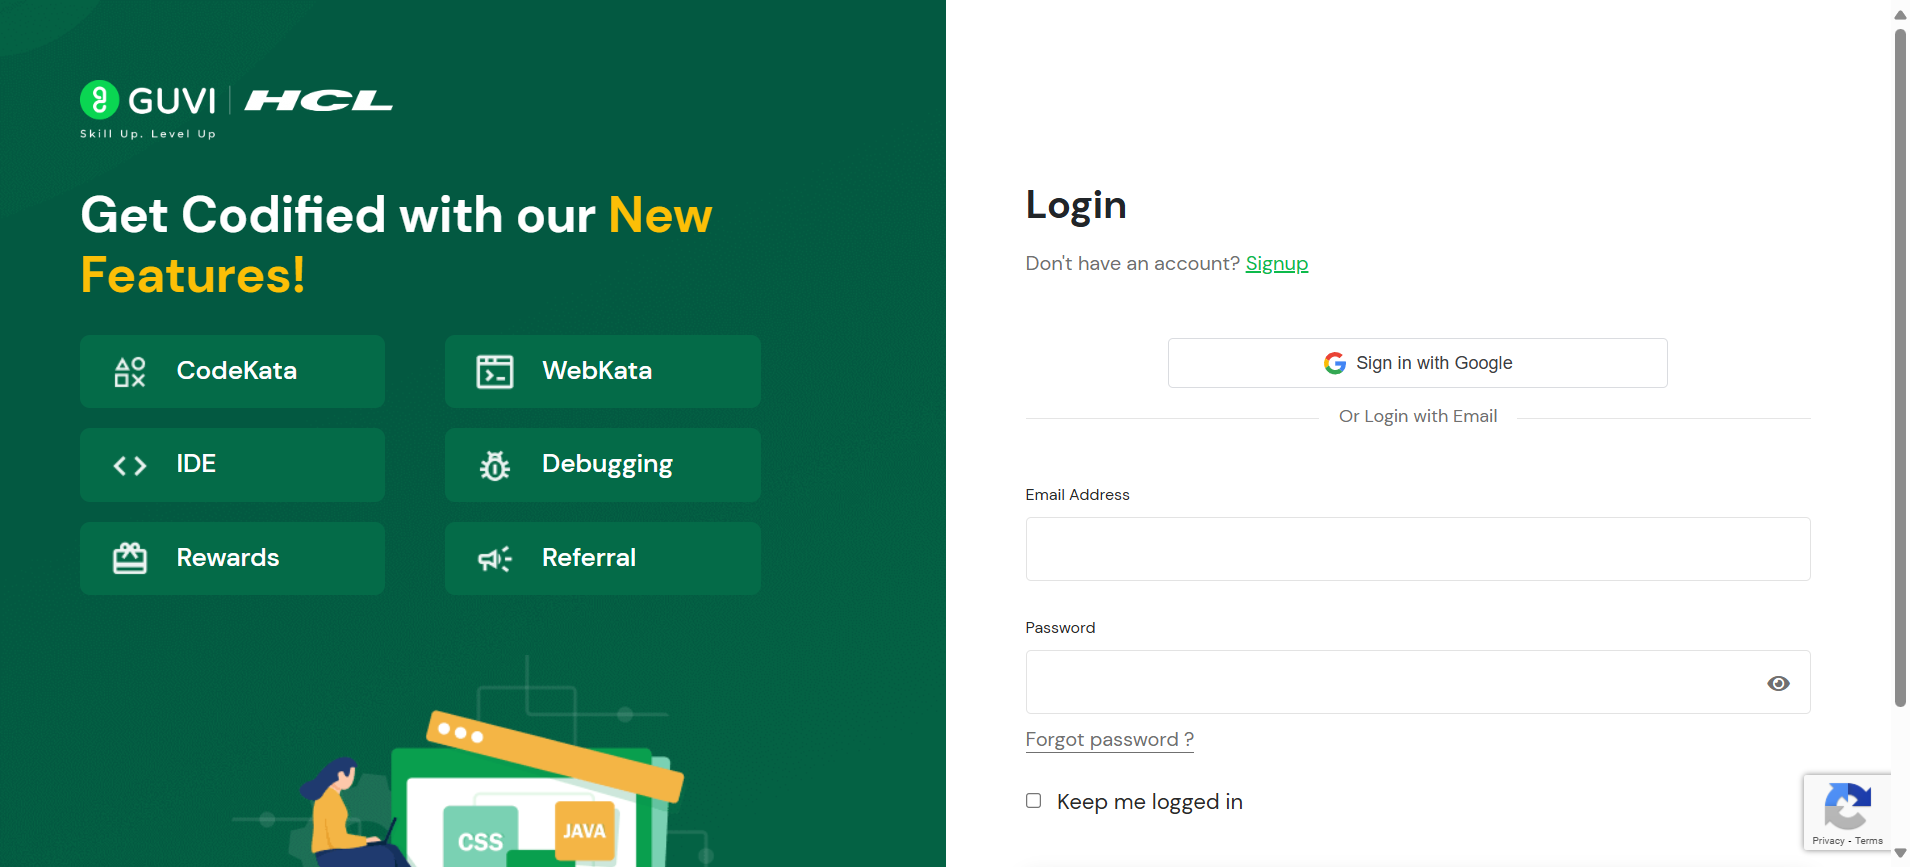 GUVI | HCL
Skill Up. Level Up
Get Codified with our New
Features!
CodeKata
WebKata
IDE
Debugging
Rewards
Referral
CSS
JAVA
Login
Don't have an account? Signup
Sign in with Google
Or Login with Email
Email Address
Password
Forgot password ?
Keep me logged in
Privacy - Terms